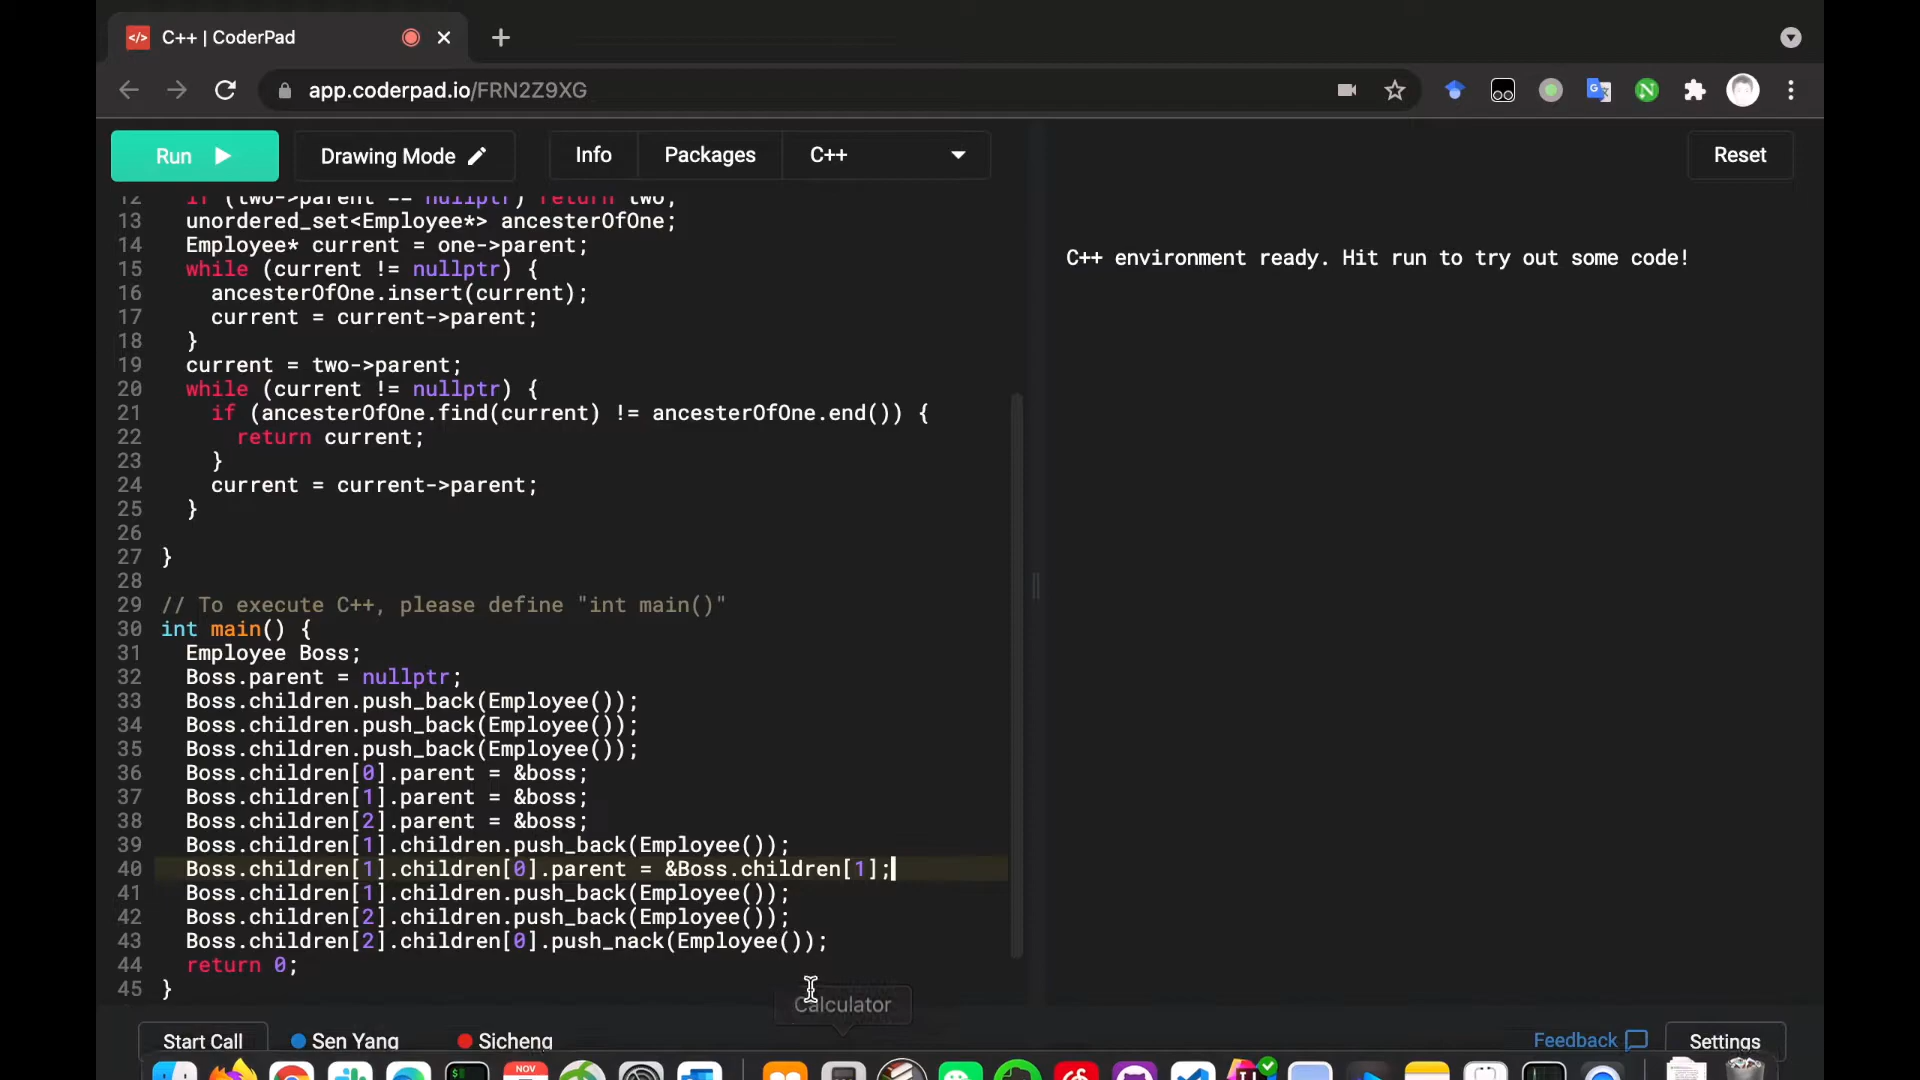 C++ | CoderPad
app.coderpad.io/FRN2Z9XG
Run
Drawing Mode
Info
Packages
C++
Reset
12 if (two->parent == nullptr) return two;
13 unordered_set<Employee*> ancesterOfOne;
14 Employee* current = one->parent;
15 while (current != nullptr) {
16 ancesterOfOne.insert(current);
17 current = current->parent;
18 }
19 current = two->parent;
20 while (current != nullptr) {
21 if (ancesterOfOne.find(current) != ancesterOfOne.end()) {
22 return current;
23 }
24 current = current->parent;
25 }
26
27 }
28
29 // To execute C++, please define "int main()"
30 int main() {
31 Employee Boss;
32 Boss.parent = nullptr;
33 Boss.children.push_back(Employee());
34 Boss.children.push_back(Employee());
35 Boss.children.push_back(Employee());
36 Boss.children[0].parent = &boss;
37 Boss.children[1].parent = &boss;
38 Boss.children[2].parent = &boss;
39 Boss.children[1].children.push_back(Employee());
40 Boss.children[1].children[0].parent = &Boss.children[1];
41 Boss.children[1].children.push_back(Employee());
42 Boss.children[2].children.push_back(Employee());
43 Boss.children[2].children[0].push_nack(Employee());
44 return 0;
45 }
C++ environment ready. Hit run to try out some code!
Calculator
Start Call
Sen Yang
Sicheng
Feedback
Settings
NOV